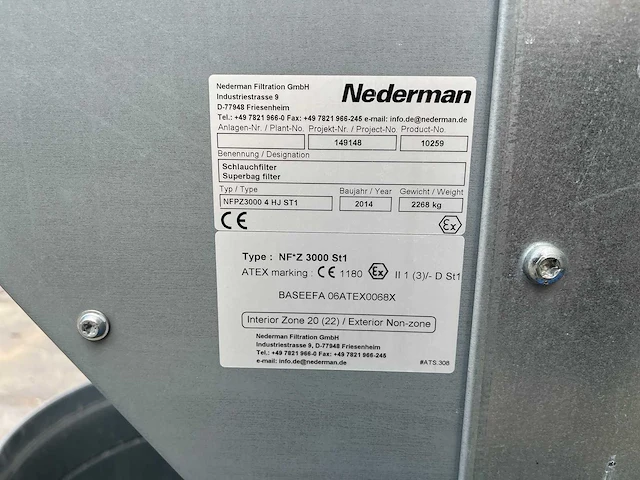 Nederman Filtration GmbH
Industriestrasse 9
D-77948 Friesenheim
Nederman
Tel.: +49 7821 966-0 Fax: +49 7821 966-245 e-mail: info.de@nederman.de
Anlagen-Nr. / Plant-No. Projekt-Nr. / Project-No. Product-No.
149148 10259
Benennung / Designation
Schlauchfilter
Superbag filter
Typ / Type Baujahr / Year Gewicht / Weight
NFPZ3000 4 HJ ST1 2014 2268 kg
CE Ex
Type : NF*Z 3000 St1
ATEX marking : CE 1180 Ex II 1 (3)/- D St1
BASEEFA 06ATEX0068X
Interior Zone 20 (22) / Exterior Non-zone
Nederman Filtration GmbH
Industriestrasse 9, D-77948 Friesenheim
Tel.: +49 7821 966-0 Fax: +49 7821 966-245
e-mail: info.de@nederman.de #ATS 308